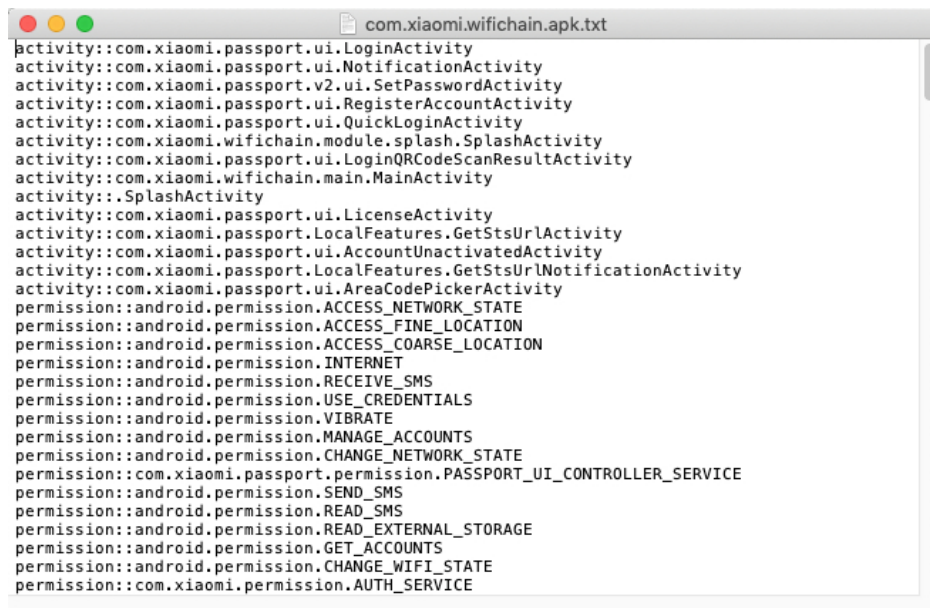 com.xiaomi.wifichain.apk.txt
activity::com.xiaomi.passport.ui.LoginActivity
activity::com.xiaomi.passport.ui.NotificationActivity
activity::com.xiaomi.passport.v2.ui.SetPasswordActivity
activity::com.xiaomi.passport.ui.RegisterAccountActivity
activity::com.xiaomi.passport.ui.QuickLoginActivity
activity::com.xiaomi.wifichain.module.splash.SplashActivity
activity::com.xiaomi.passport.ui.LoginQRCodeScanResultActivity
activity::com.xiaomi.wifichain.main.MainActivity
activity::.SplashActivity
activity::com.xiaomi.passport.ui.LicenseActivity
activity::com.xiaomi.passport.LocalFeatures.GetStsUrlActivity
activity::com.xiaomi.passport.ui.AccountUnactivatedActivity
activity::com.xiaomi.passport.LocalFeatures.GetStsUrlNotificationActivity
activity::com.xiaomi.passport.ui.AreaCodePickerActivity
permission::android.permission.ACCESS_NETWORK_STATE
permission::android.permission.ACCESS_FINE_LOCATION
permission::android.permission.ACCESS_COARSE_LOCATION
permission::android.permission.INTERNET
permission::android.permission.RECEIVE_SMS
permission::android.permission.USE_CREDENTIALS
permission::android.permission.VIBRATE
permission::android.permission.MANAGE_ACCOUNTS
permission::android.permission.CHANGE_NETWORK_STATE
permission::com.xiaomi.passport.permission.PASSPORT_UI_CONTROLLER_SERVICE
permission::android.permission.SEND_SMS
permission::android.permission.READ_SMS
permission::android.permission.READ_EXTERNAL_STORAGE
permission::android.permission.GET_ACCOUNTS
permission::android.permission.CHANGE_WIFI_STATE
permission::com.xiaomi.permission.AUTH_SERVICE